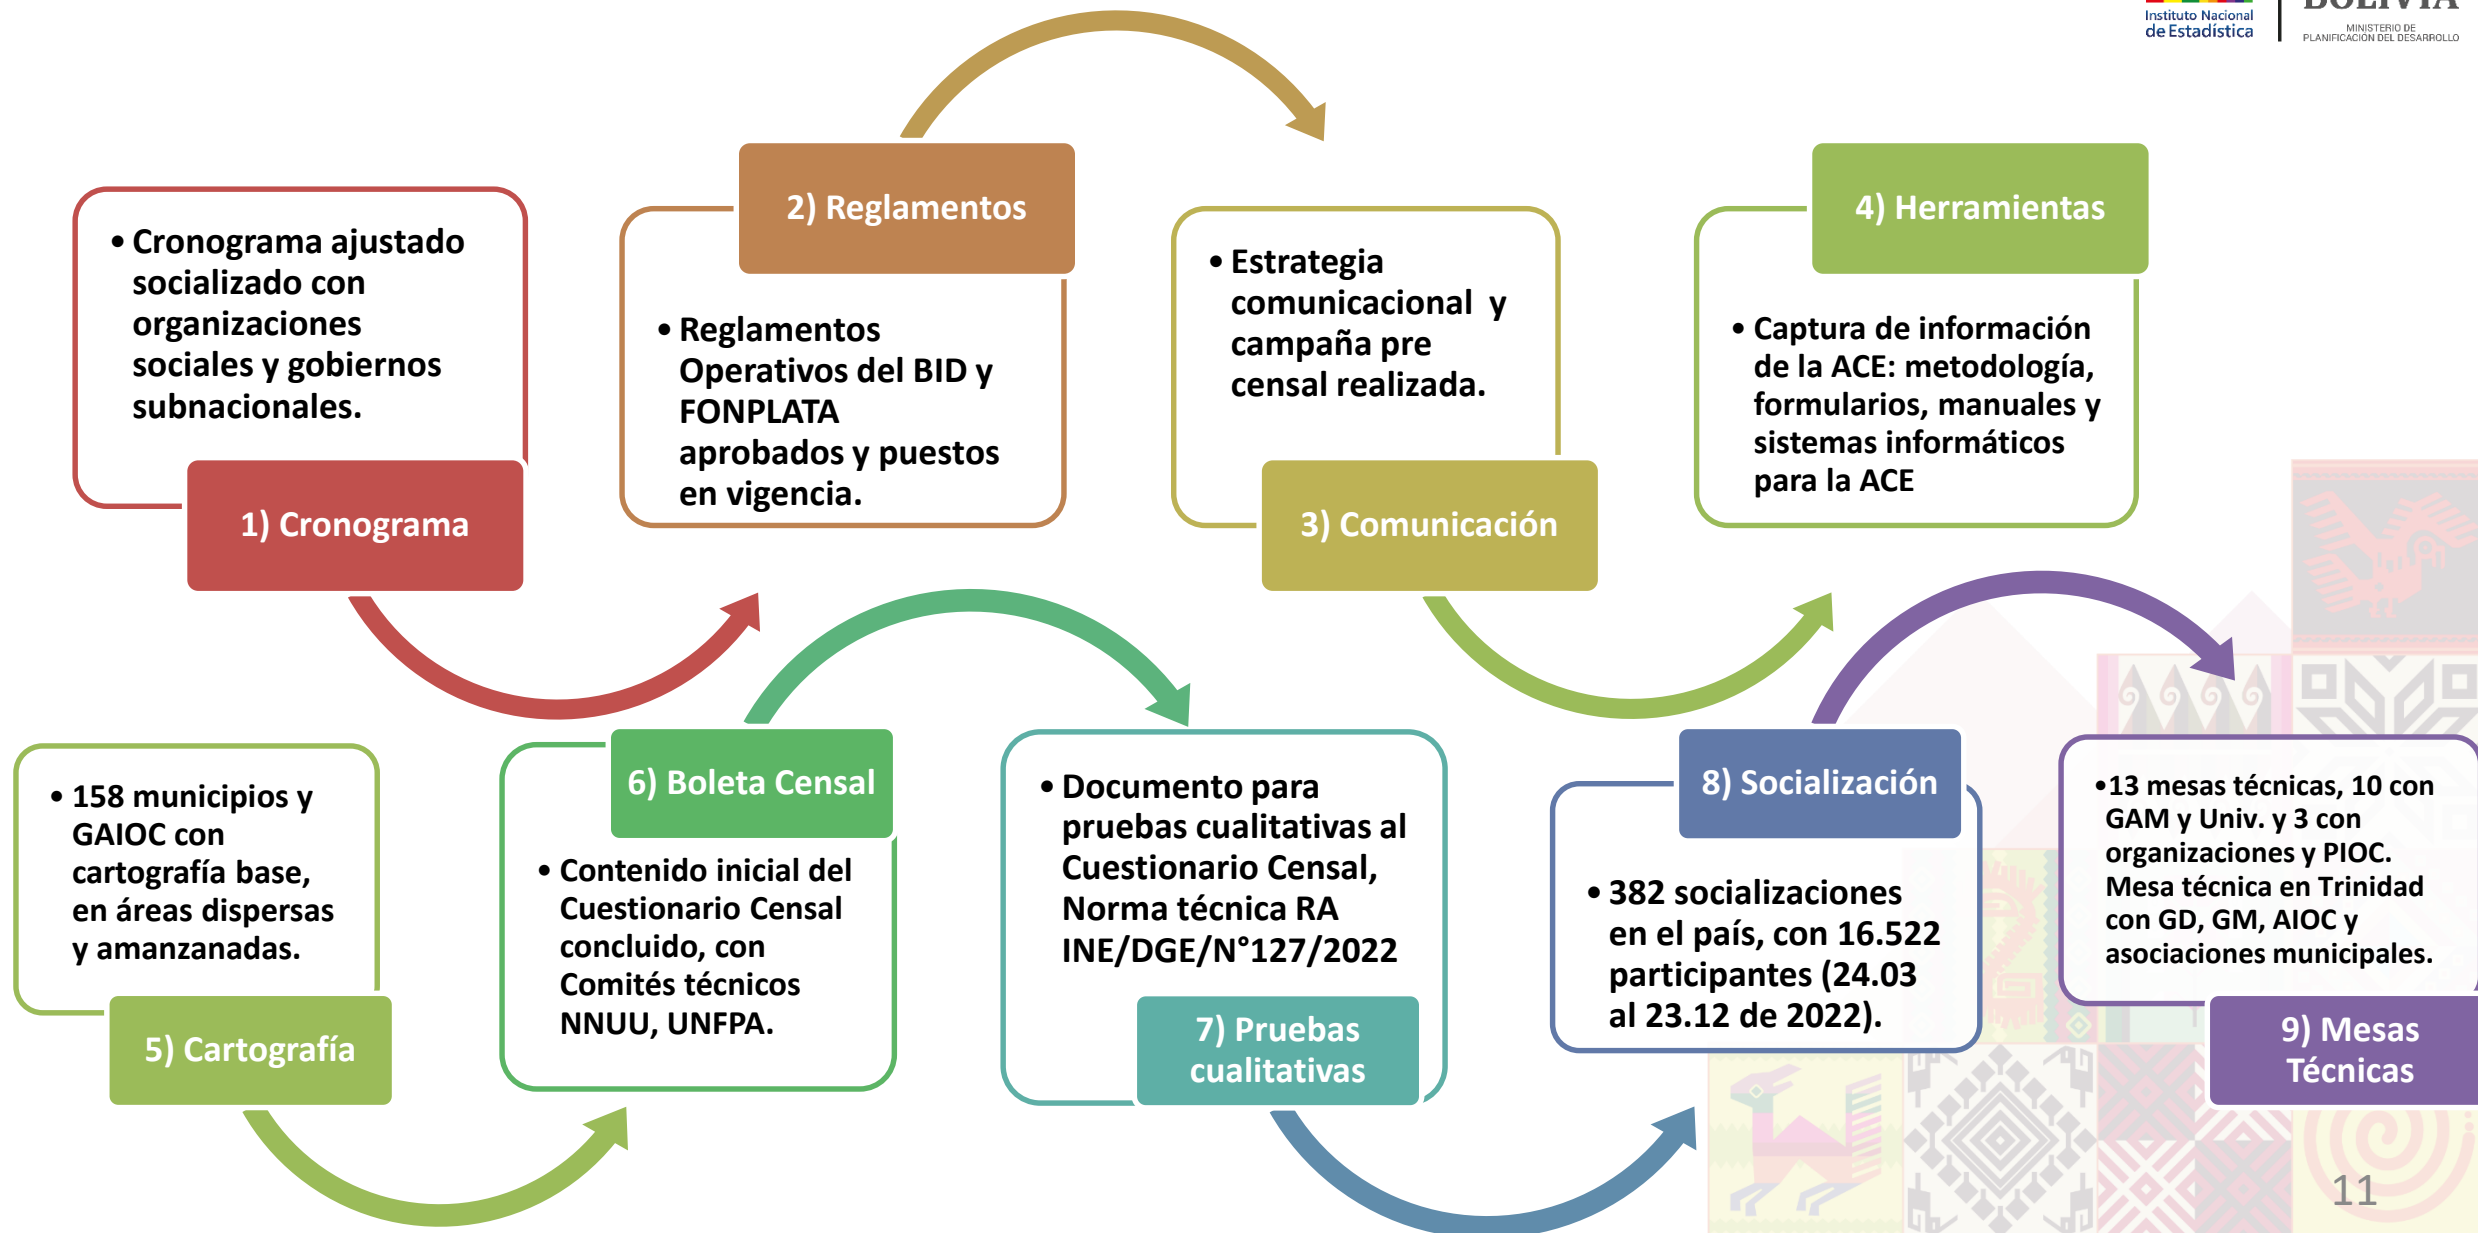 Instituto Nacional
de Estadística
BOLIVIA
MINISTERIO DE
PLANIFICACIÓN DEL DESARROLLO
• Cronograma ajustado
socializado con
organizaciones
sociales y gobiernos
subnacionales.
1) Cronograma
2) Reglamentos
• Reglamentos
Operativos del BID y
FONPLATA
aprobados y puestos
en vigencia.
• Estrategia
comunicacional y
campaña pre
censal realizada.
3) Comunicación
4) Herramientas
• Captura de información
de la ACE: metodología,
formularios, manuales y
sistemas informáticos
para la ACE
• 158 municipios y
GAIOC con
cartografía base,
en áreas dispersas
y amanzanadas.
5) Cartografía
6) Boleta Censal
• Contenido inicial del
Cuestionario Censal
concluido, con
Comités técnicos
NNUU, UNFPA.
• Documento para
pruebas cualitativas al
Cuestionario Censal,
Norma técnica RA
INE/DGE/N°127/2022
7) Pruebas
cualitativas
8) Socialización
• 382 socializaciones
en el país, con 16.522
participantes (24.03
al 23.12 de 2022).
•13 mesas técnicas, 10 con
GAM y Univ. y 3 con
organizaciones y PIOC.
Mesa técnica en Trinidad
con GD, GM, AIOC y
asociaciones municipales.
9) Mesas
Técnicas
11